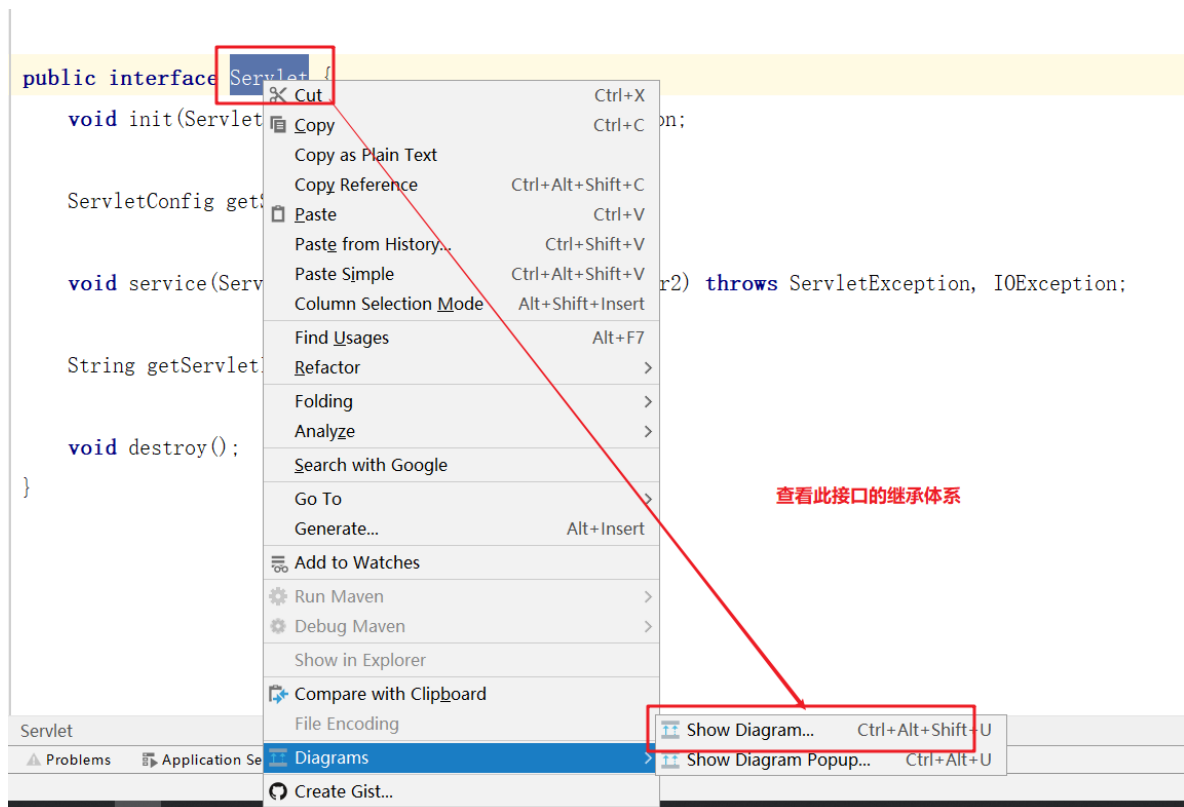 public interface Servlet {
Cut Ctrl+X
void init(Servlet on;
Copy Ctrl+C
Copy as Plain Text
Copy Reference Ctrl+Alt+Shift+C
ServletConfig getS
Paste Ctrl+V
Paste from History... Ctrl+Shift+V
Paste Simple Ctrl+Alt+Shift+V
void service(Serv r2) throws ServletException, IOException;
Column Selection Mode Alt+Shift+Insert
Find Usages Alt+F7
String getServletI
Refactor
Folding
Analyze
void destroy();
Search with Google
}
Go To
查看此接口的继承体系
Generate... Alt+Insert
Add to Watches
Run Maven
Debug Maven
Show in Explorer
Compare with Clipboard
File Encoding
Servlet
Show Diagram... Ctrl+Alt+Shift+U
Problems Application Se
Diagrams
Show Diagram Popup... Ctrl+Alt+U
Create Gist...